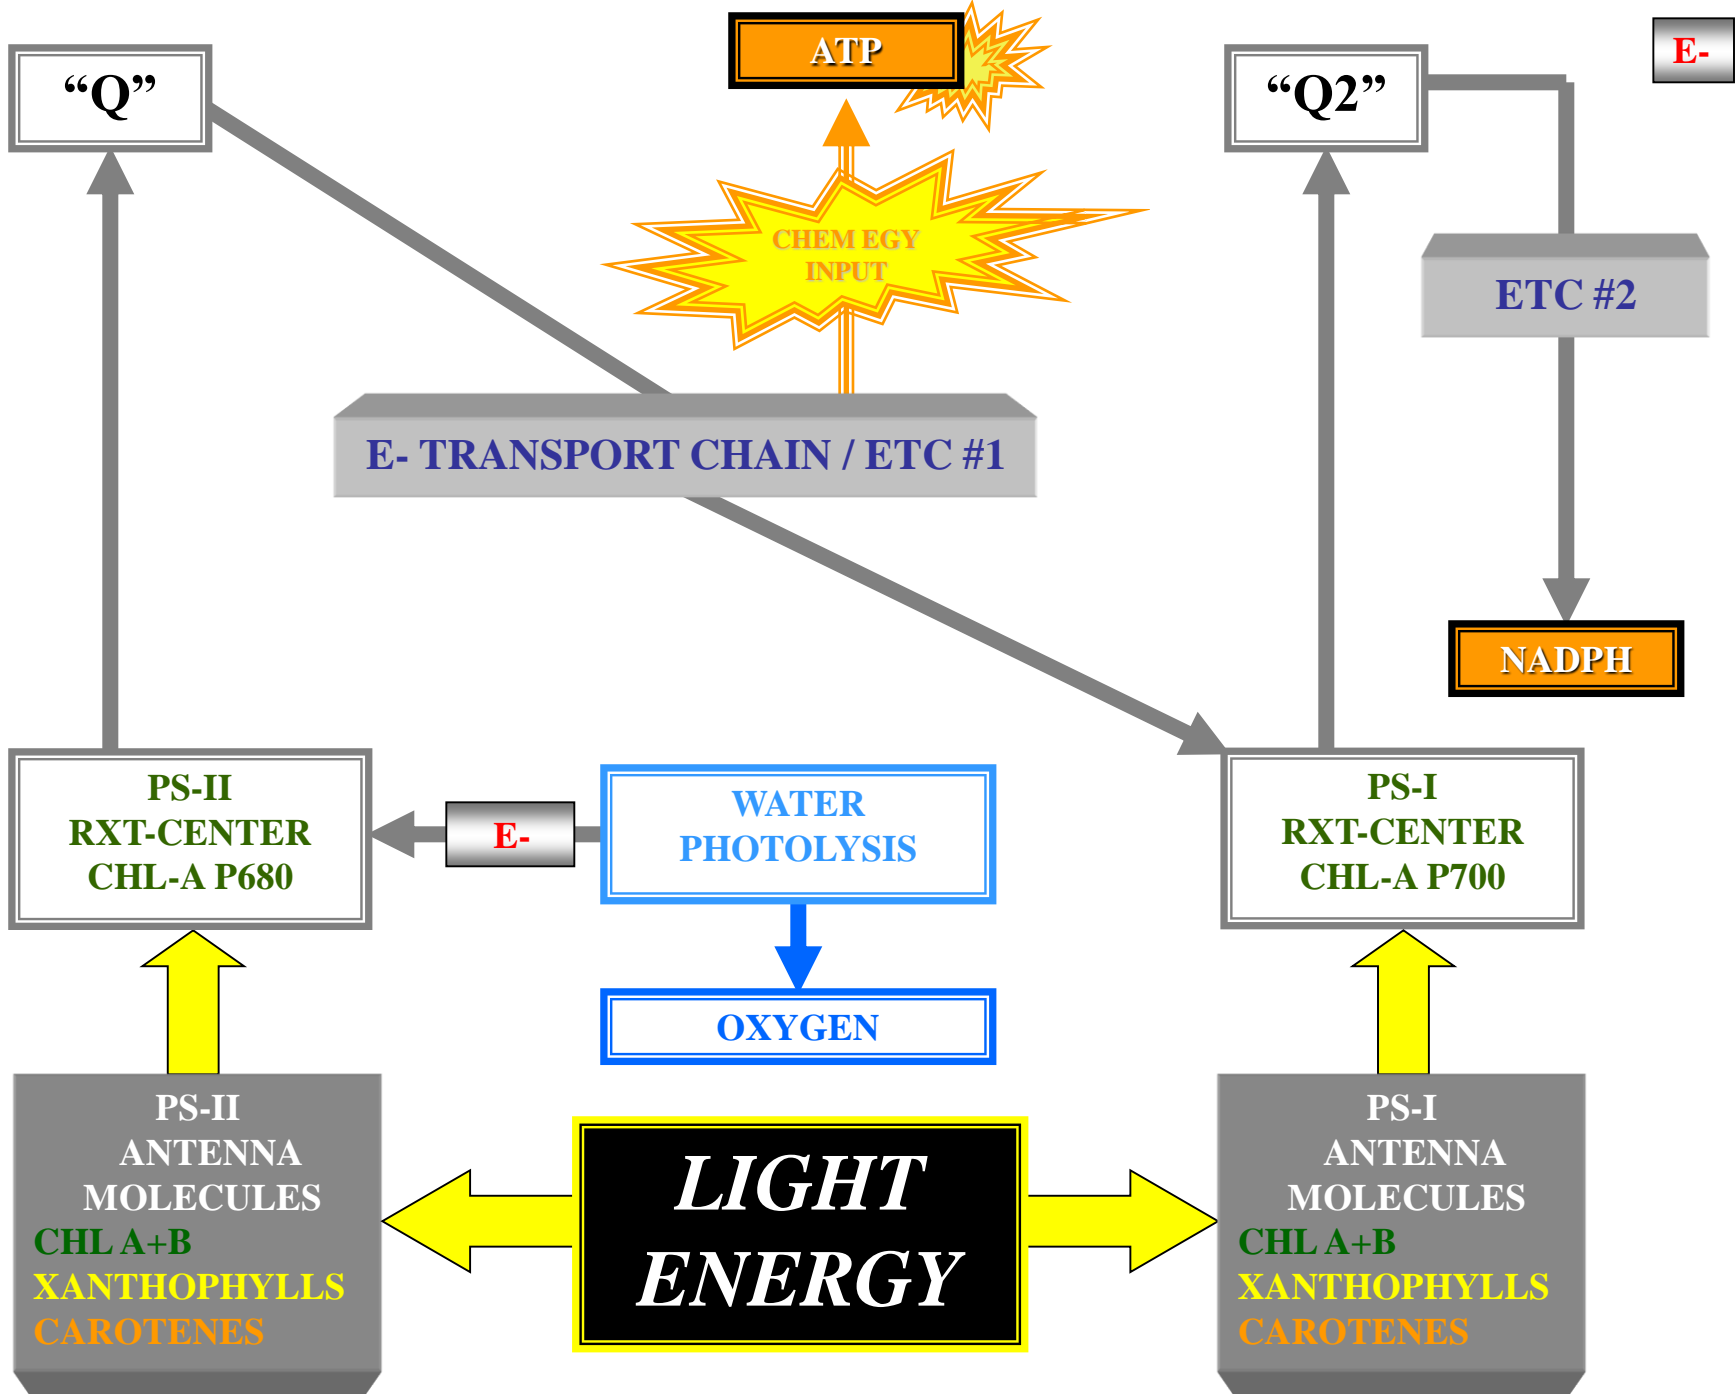 ATP
E-
“Q”
“Q2”
CHEM EGY
INPUT
ETC #2
E- TRANSPORT CHAIN / ETC #1
NADPH
PS-II
RXT-CENTER
CHL-A P680
E-
WATER
PHOTOLYSIS
PS-I
RXT-CENTER
CHL-A P700
OXYGEN
PS-II
ANTENNA
MOLECULES
CHL A+B
XANTHOPHYLLS
CAROTENES
LIGHT
ENERGY
PS-I
ANTENNA
MOLECULES
CHL A+B
XANTHOPHYLLS
CAROTENES